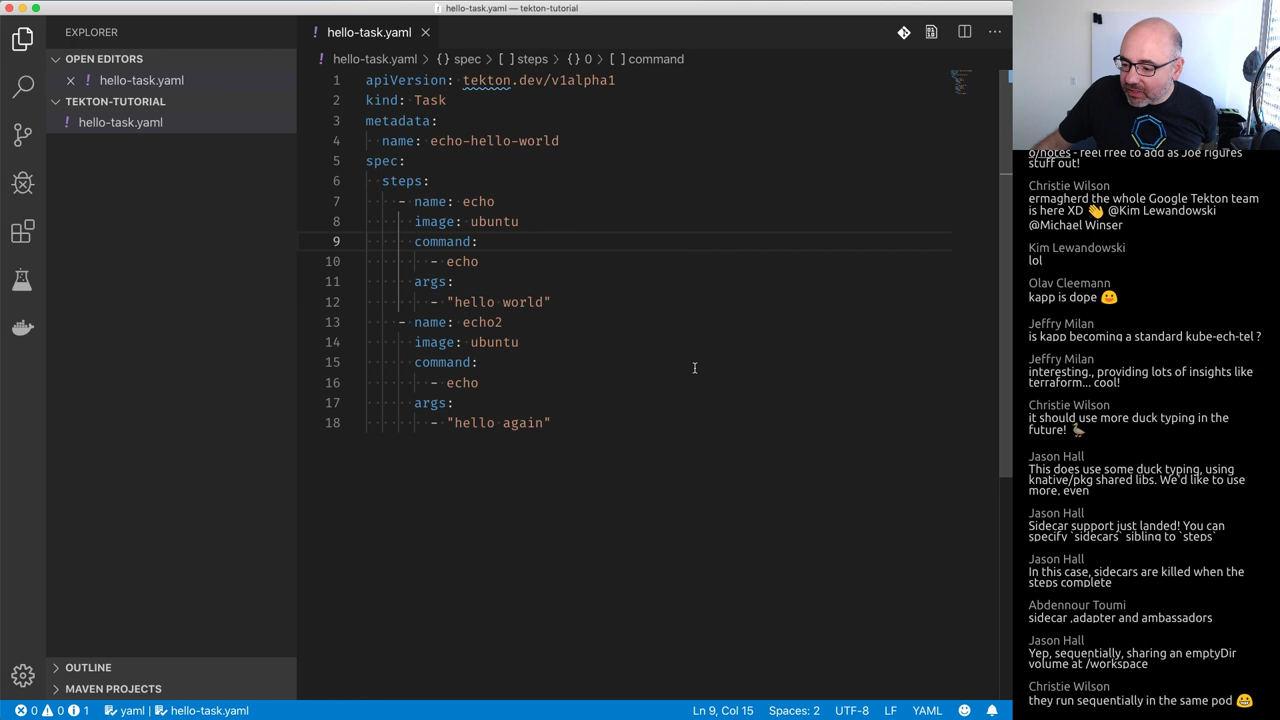 hello-task.yaml — tekton-tutorial
EXPLORER
OPEN EDITORS
hello-task.yaml
TEKTON-TUTORIAL
! hello-task.yaml
OUTLINE
MAVEN PROJECTS
! hello-task.yaml
! hello-task.yaml > {} spec > [ ] steps > {} 0 > [ ] command
1 apiVersion: tekton.dev/v1alpha1
2 kind: Task
3 metadata:
4 name: echo-hello-world
5 spec:
6 steps:
7 - name: echo
8 image: ubuntu
9 command:
10 - echo
11 args:
12 - "hello world"
13 - name: echo2
14 image: ubuntu
15 command:
16 - echo
17 args:
18 - "hello again"
o/notes - feel free to add as Joe figures
stuff out!
Christie Wilson
ermagherd the whole Google Tekton team
is here XD 👋 @Kim Lewandowski
@Michael Winser
Kim Lewandowski
lol
Olav Cleemann
kapp is dope 😛
Jeffry Milan
is kapp becoming a standard kube-ech-tel ?
Jeffry Milan
interesting., providing lots of insights like
terraform... cool!
Christie Wilson
it should use more duck typing in the
future! 🦆
Jason Hall
This does use some duck typing, using
knative/pkg shared libs. We'd like to use
more, even
Jason Hall
Sidecar support just landed! You can
specify `sidecars` sibling to `steps`
Jason Hall
In this case, sidecars are killed when the
steps complete
Abdennour Toumi
sidecar ,adapter and ambassadors
Jason Hall
Yep, sequentially, sharing an emptyDir
volume at /workspace
Christie Wilson
they run sequentially in the same pod 😀
0 0 1 yaml | hello-task.yaml
Ln 9, Col 15 Spaces: 2 UTF-8 LF YAML